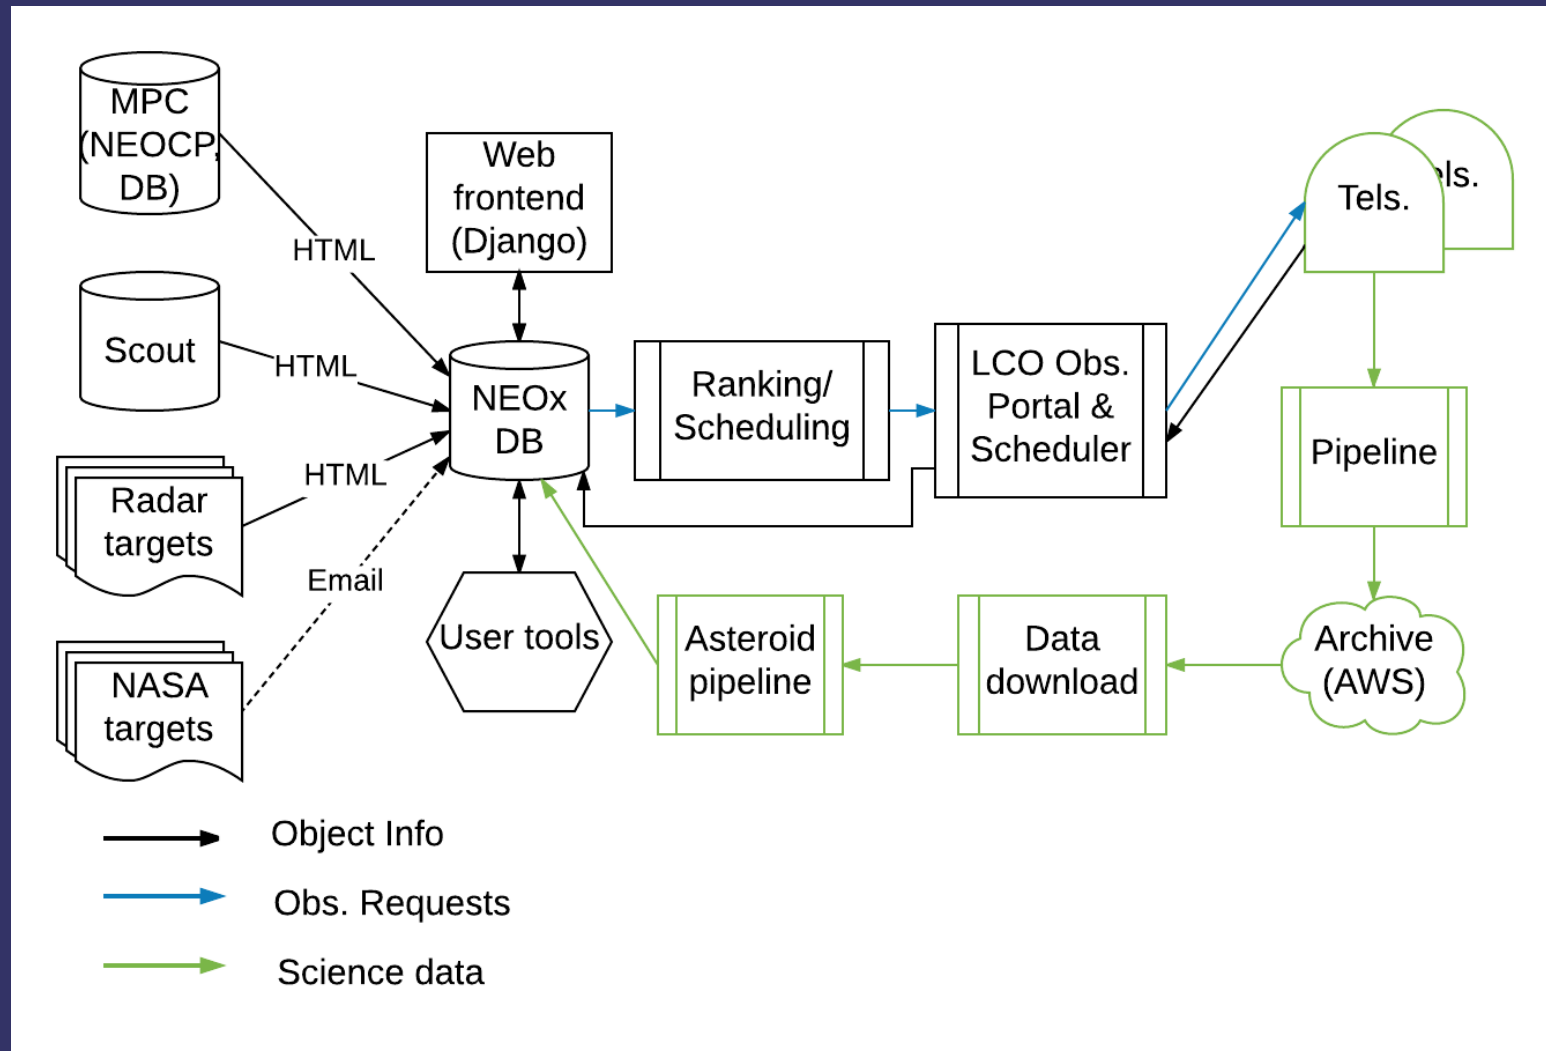 MPC
(NEOCP,
DB)
HTML
Web
frontend
(Django)
Tels.
els.
Scout
HTML
NEOx
DB
Ranking/
Scheduling
LCO Obs.
Portal &
Scheduler
Pipeline
HTML
Radar
targets
Email
User tools
Asteroid
pipeline
Data
download
Archive
(AWS)
NASA
targets
Object Info
Obs. Requests
Science data